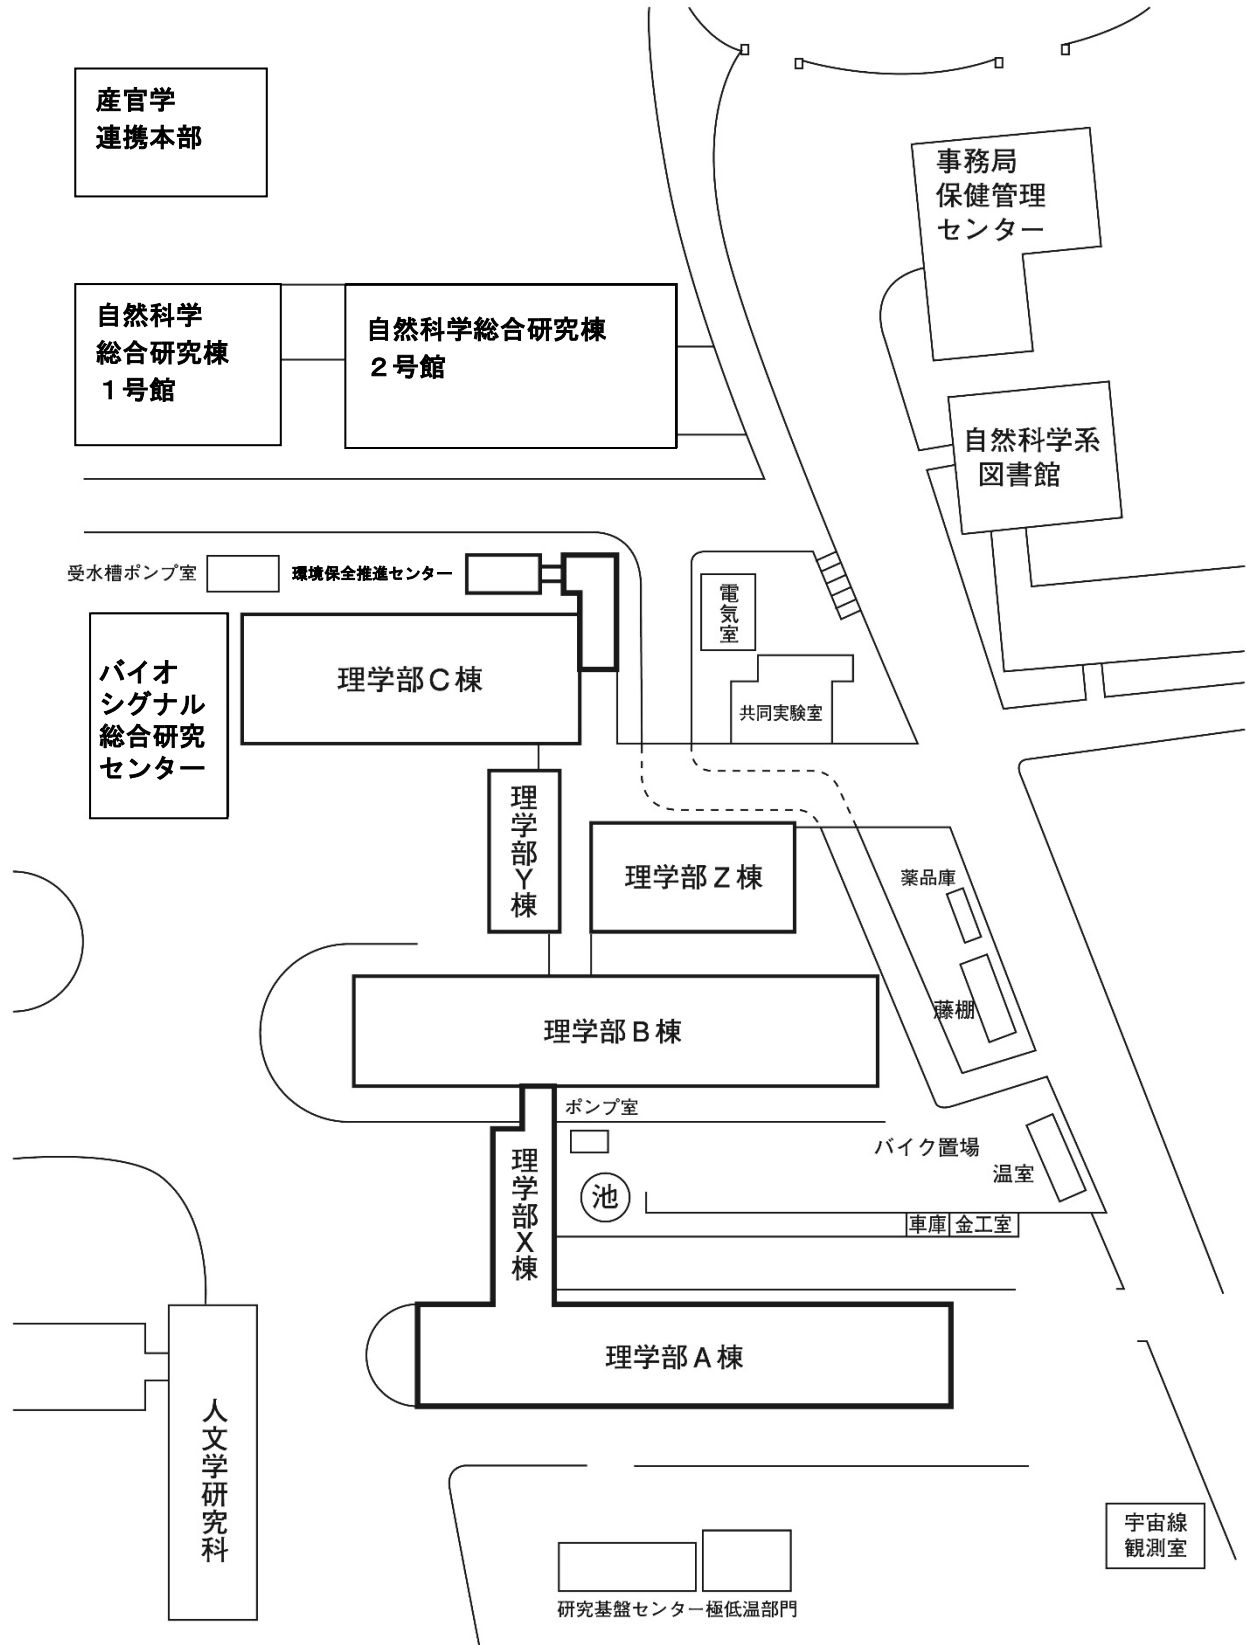 産官学
連携本部
事務局
保健管理
センター
自然科学
総合研究棟
１号館
自然科学総合研究棟
２号館
自然科学系
図書館
受水槽ポンプ室
環境保全推進センター
電気室
バイオ
シグナル
総合研究
センター
理学部Ｃ棟
共同実験室
理学部Ｙ棟
理学部Ｚ棟
薬品庫
藤棚
理学部Ｂ棟
ポンプ室
バイク置場
温室
理学部Ｘ棟
池
車庫
金工室
理学部Ａ棟
人文学研究科
宇宙線
観測室
研究基盤センター極低温部門